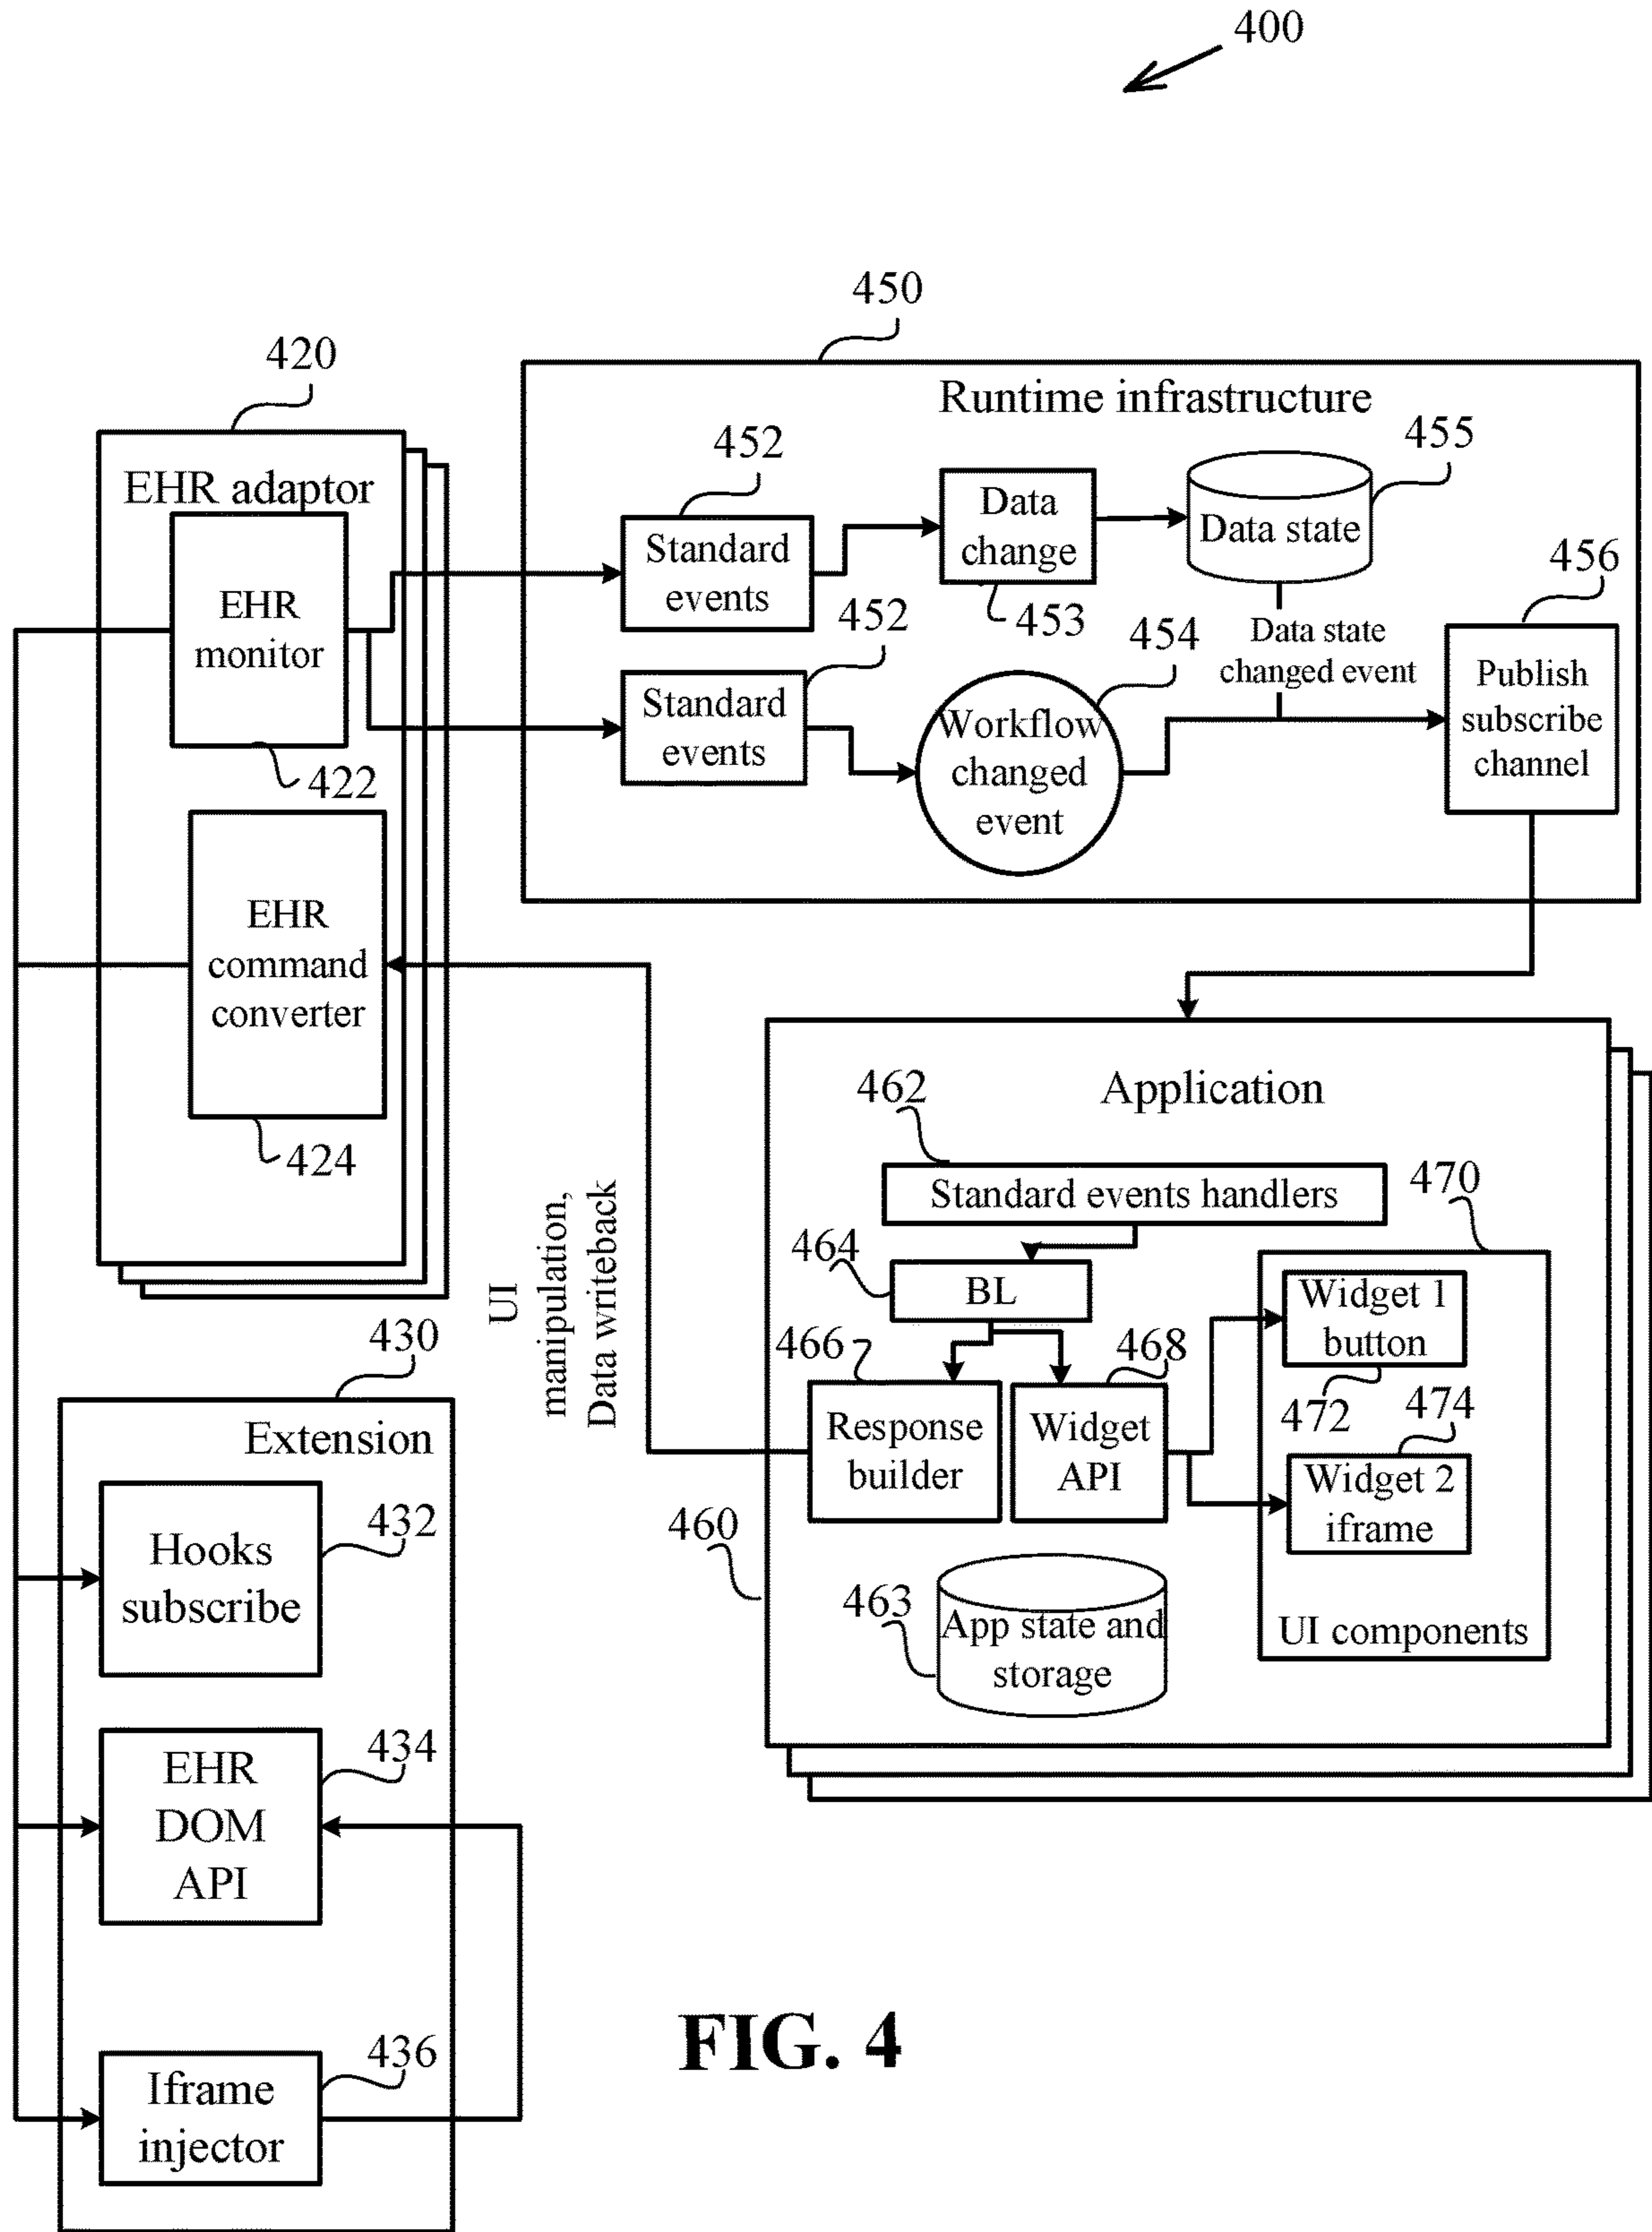 400
450
Runtime infrastructure
420
EHR adaptor
EHR
monitor
422
EHR
command
converter
424
452
Standard
events
Data
change
453
Data state
455
452
Standard
events
Workflow
changed
event
454
Data state
changed event
456
Publish
subscribe
channel
UI
manipulation,
Data writeback
Application
462
Standard events handlers
464
BL
466
Response
builder
468
Widget
API
470
Widget 1
button
472
474
Widget 2
iframe
UI components
460
463
App state and
storage
430
Extension
Hooks
subscribe
432
EHR
DOM
API
434
Iframe
injector
436
FIG. 4